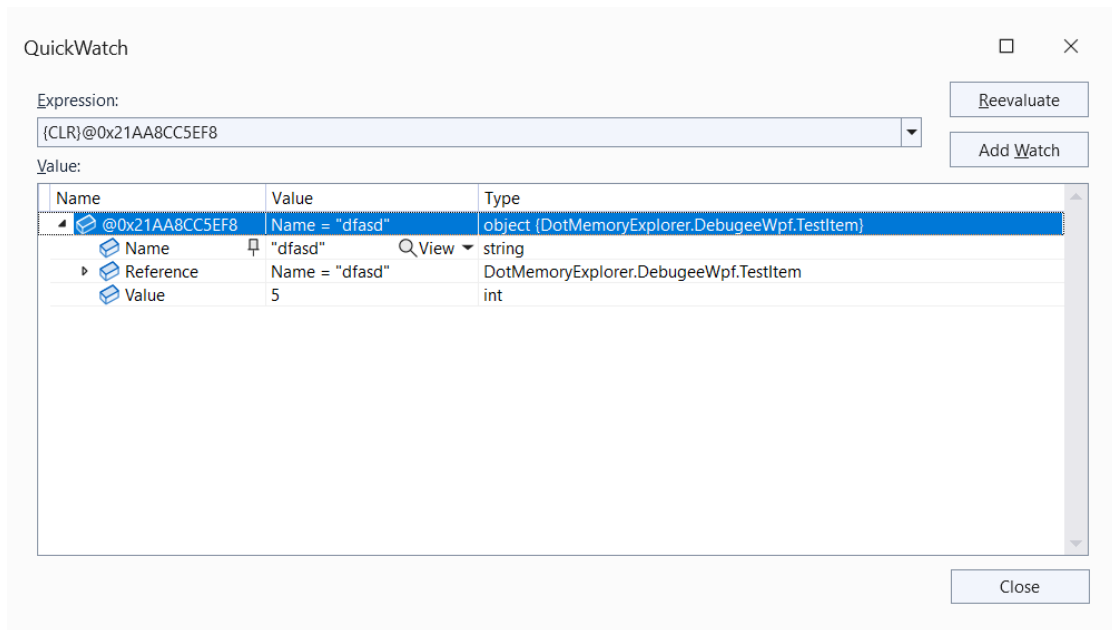 QuickWatch
Expression:
Reevaluate
{CLR}@0x21AA8CC5EF8
Add Watch
Value:
Name Value Type
@0x21AA8CC5EF8 Name = "dfasd" object {DotMemoryExplorer.DebugeeWpf.TestItem}
Name "dfasd" View string
Reference Name = "dfasd" DotMemoryExplorer.DebugeeWpf.TestItem
Value 5 int
Close